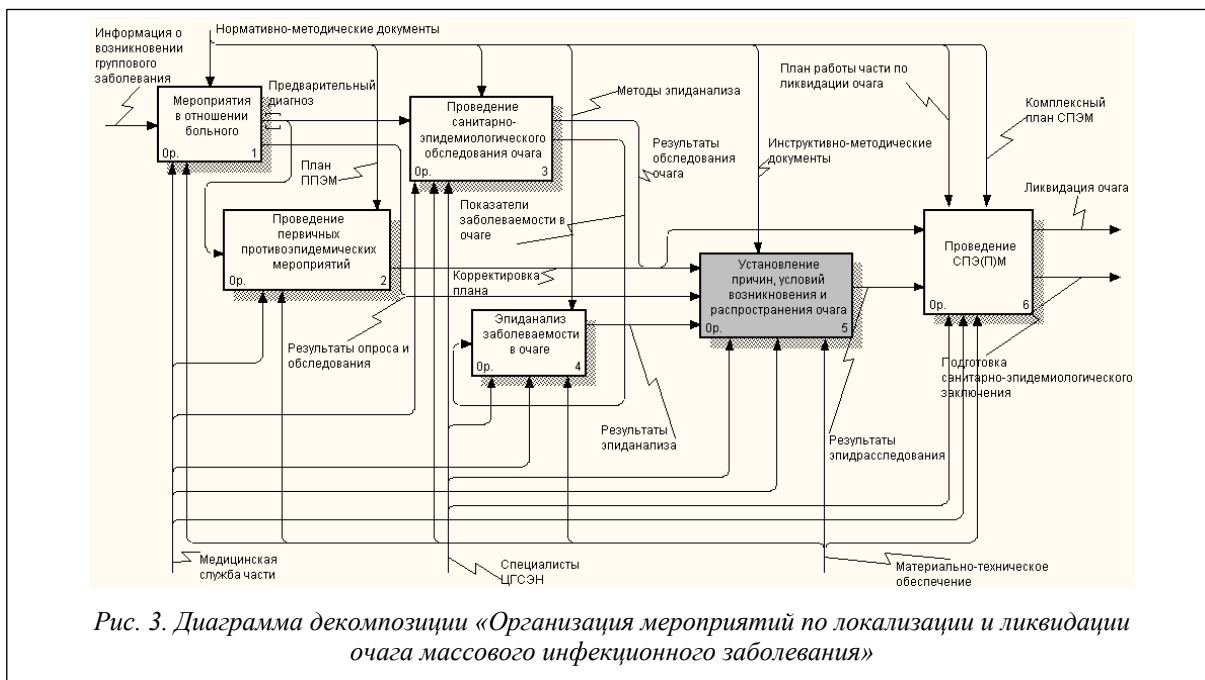 Информация о
возникновении
группового
заболевания
Нормативно-методические документы
Предварительный
диагноз
Мероприятия
в отношении
больного
0р.
1
Проведение
санитарно-
эпидемиологического
обследования очага
0р.
3
Методы эпиданализа
План работы части по
ликвидации очага
Комплексный
план СПЭМ
План
ППЭМ
Результаты
обследования
очага
Инструктивно-методические
документы
Ликвидация очага
Проведение
первичных
противоэпидемических
мероприятий
0р.
2
Показатели
заболеваемости в
очаге
Корректировка
плана
Установление
причин, условий
возникновения и
распространения очага
0р.
5
Проведение
СПЭ(П)М
0р.
6
Эпиданализ
заболеваемости
в очаге
0р.
4
Результаты опроса и
обследования
Подготовка
санитарно-эпидемиологического
заключения
Результаты
эпиданализа
Результаты
эпидрасследования
Медицинская
служба части
Специалисты
ЦГСЭН
Материально-техническое
обеспечение
Рис. 3. Диаграмма декомпозиции «Организация мероприятий по локализации и ликвидации
очага массового инфекционного заболевания»